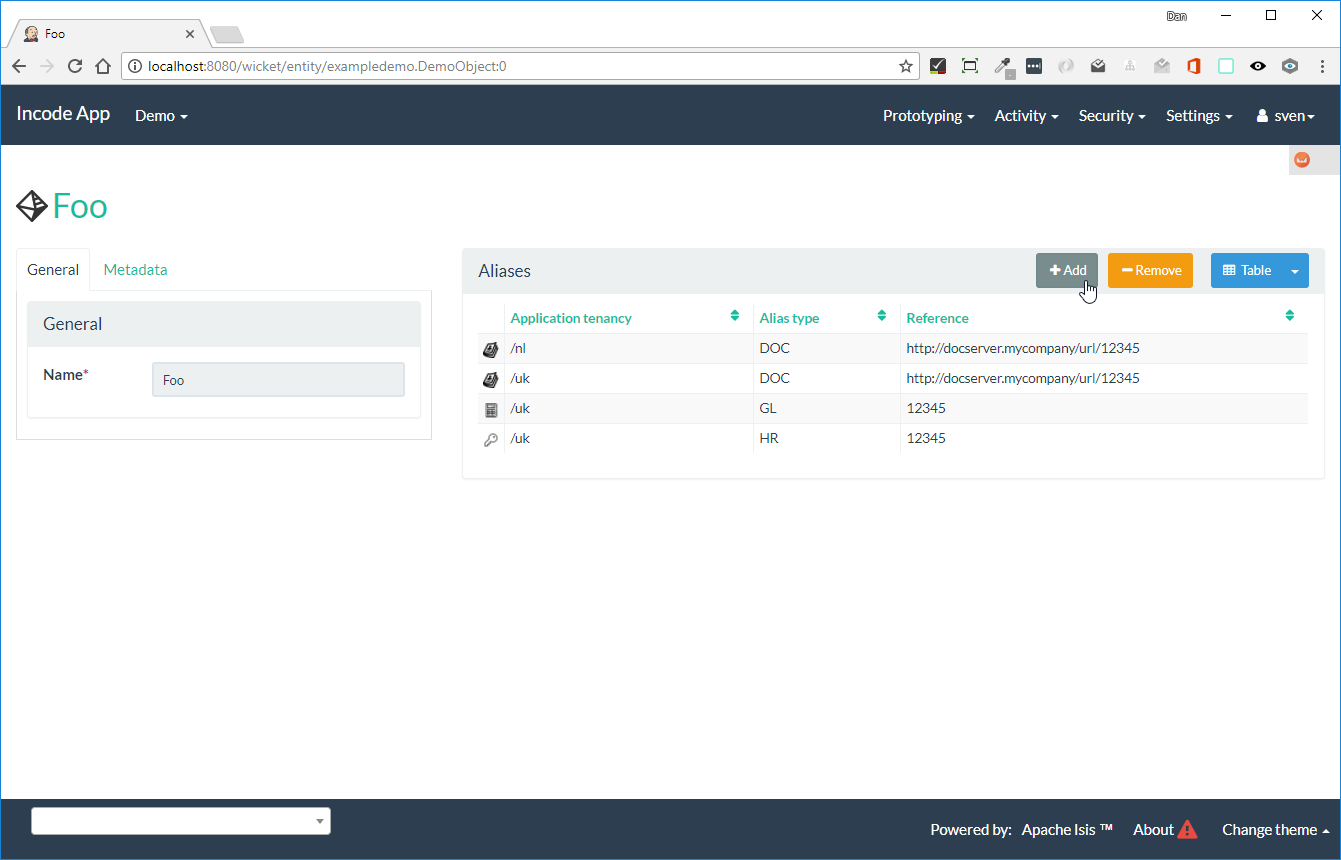 Dan
Foo
localhost:8080/wicket/entity/exampledemo.DemoObject:0
Incode App Demo Prototyping Activity Security Settings sven
Foo
General Metadata
General
Name* Foo
Aliases Add Remove Table
Application tenancy Alias type Reference
/nl DOC http://docserver.mycompany/url/12345
/uk DOC http://docserver.mycompany/url/12345
/uk GL 12345
/uk HR 12345
Powered by: Apache Isis ™ About Change theme